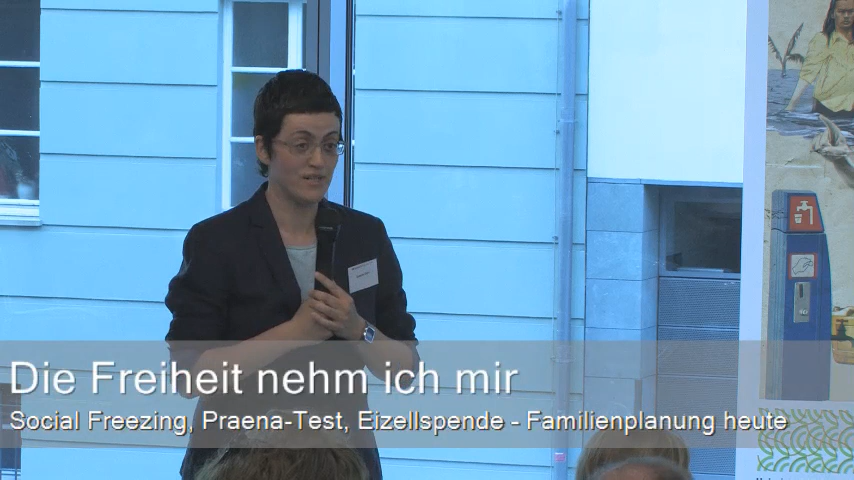 Die Freiheit nehm ich mir
Social Freezing, Praena-Test, Eizellspende - Familienplanung heute